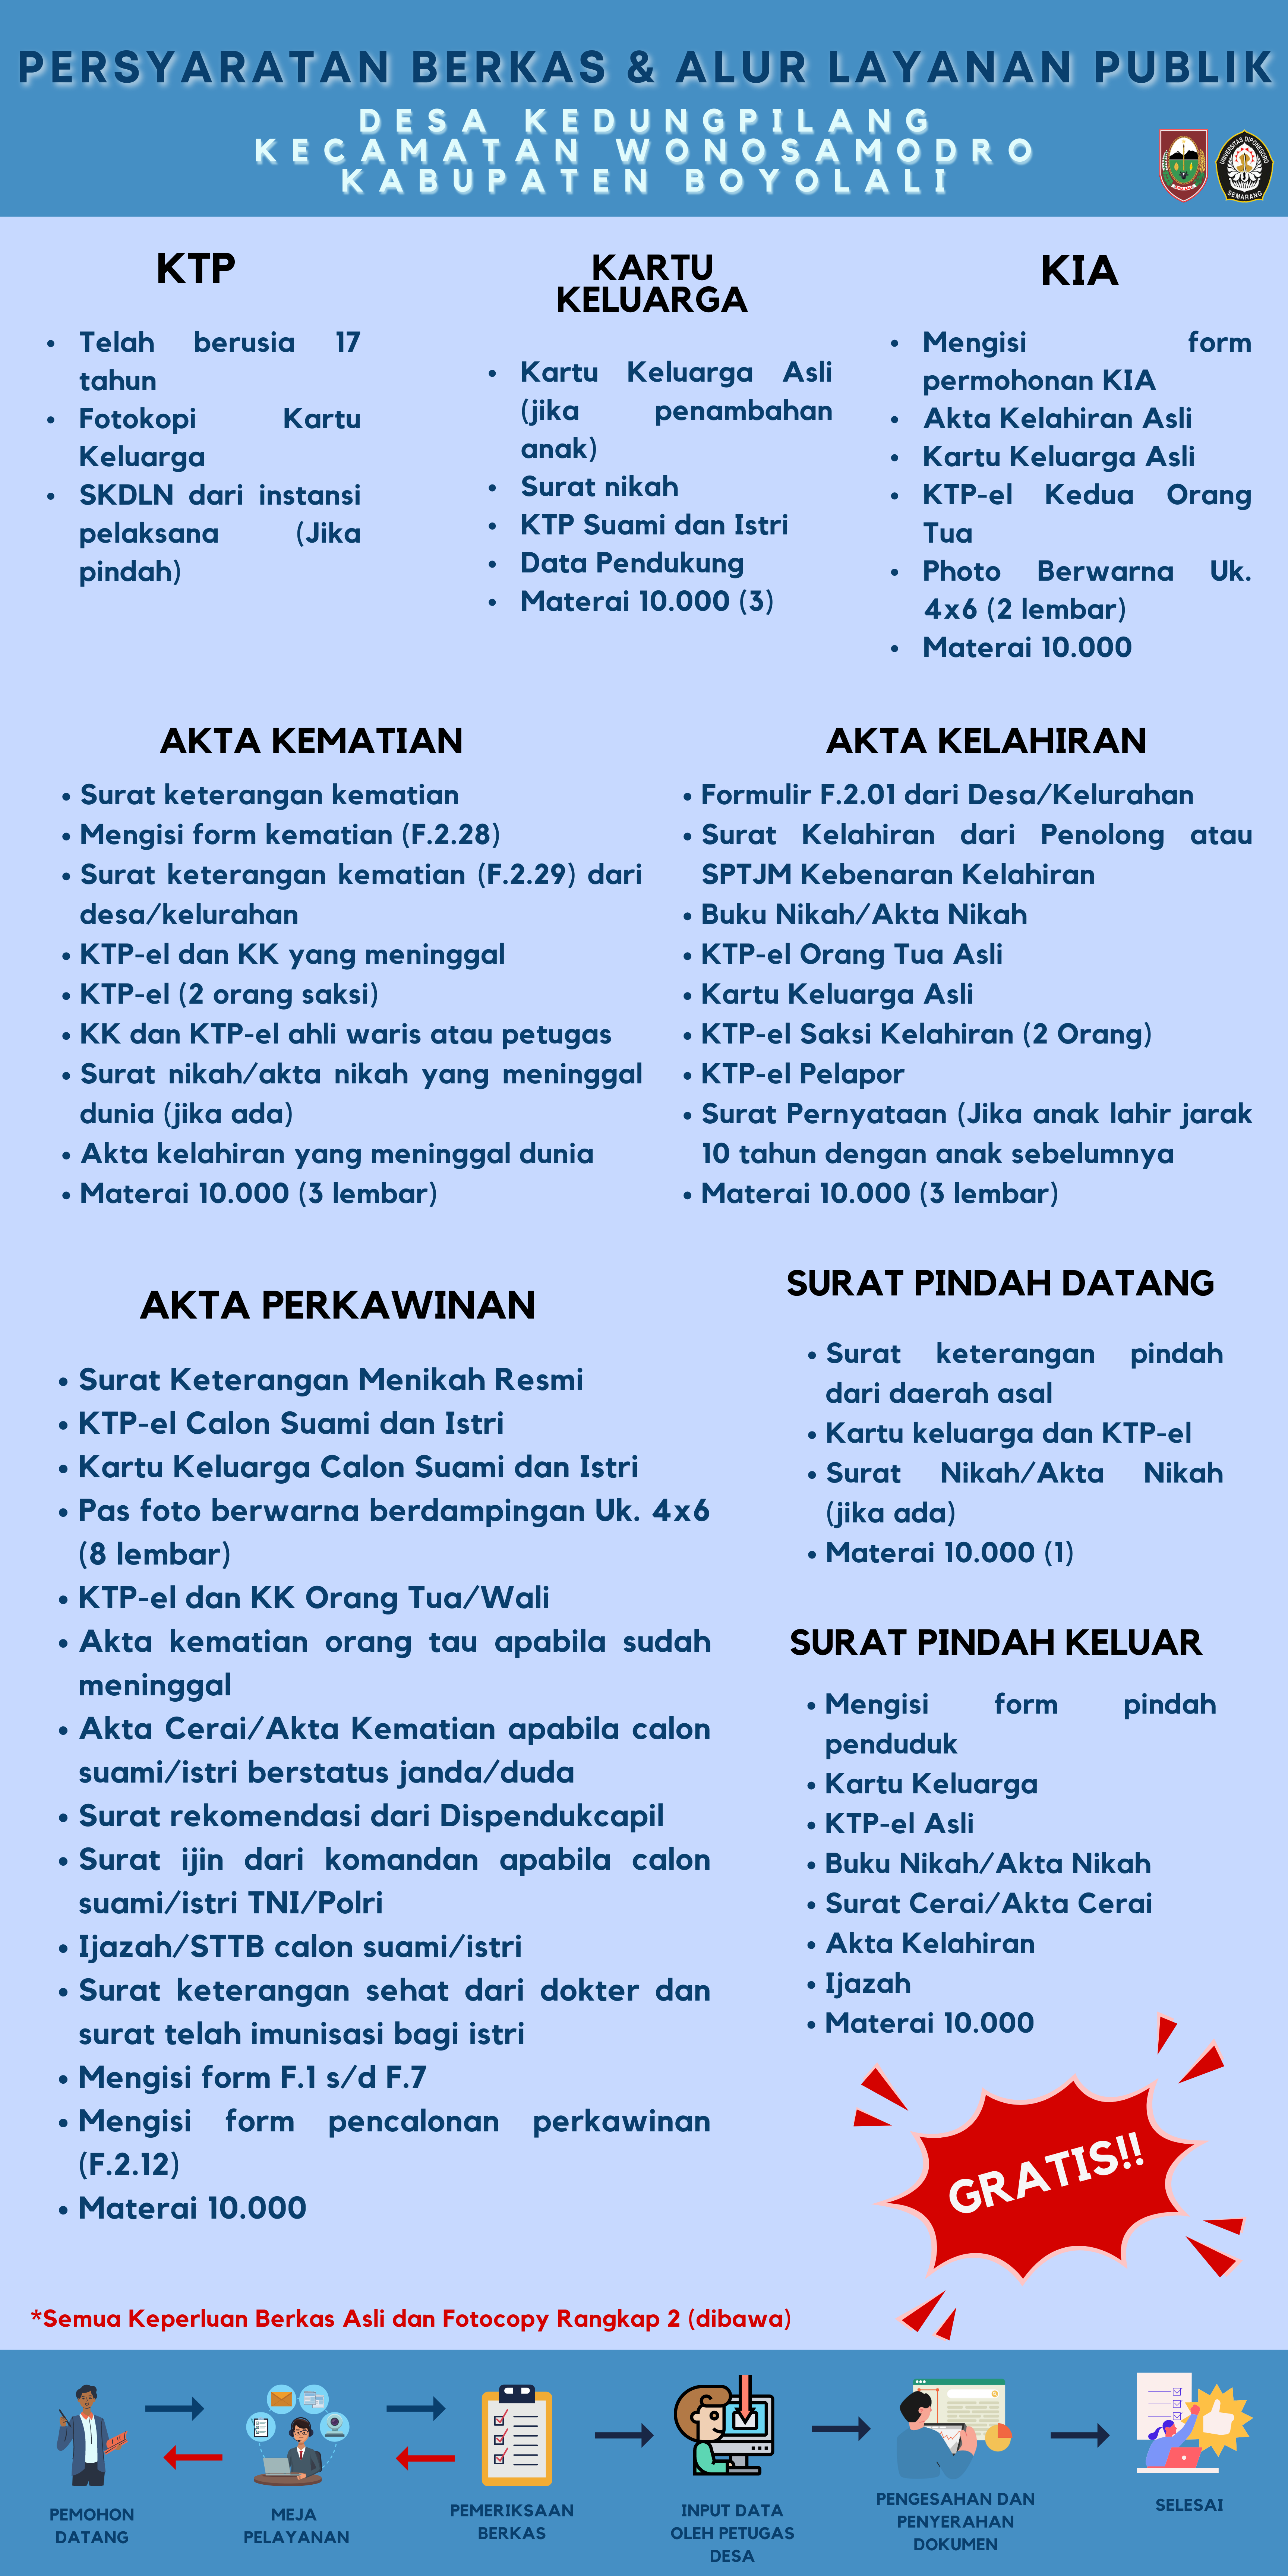 PERSYARATAN BERKAS & ALUR LAYANAN PUBLIK
DESA KEDUNGPILANG
KECAMATAN WONOSAMODRO
KABUPATEN BOYOLALI
UNIVERSITAS DIPONEGORO
SEMARANG
KTP
• Telah berusia 17
tahun
• Fotokopi Kartu
Keluarga
• SKDLN dari instansi
pelaksana (Jika
pindah)
KARTU
KELUARGA
• Kartu Keluarga Asli
(jika penambahan
anak)
• Surat nikah
• KTP Suami dan Istri
• Data Pendukung
• Materai 10.000 (3)
KIA
• Mengisi form
permohonan KIA
• Akta Kelahiran Asli
• Kartu Keluarga Asli
• KTP-el Kedua Orang
Tua
• Photo Berwarna Uk.
4x6 (2 lembar)
• Materai 10.000
AKTA KEMATIAN
• Surat keterangan kematian
• Mengisi form kematian (F.2.28)
• Surat keterangan kematian (F.2.29) dari
desa/kelurahan
• KTP-el dan KK yang meninggal
• KTP-el (2 orang saksi)
• KK dan KTP-el ahli waris atau petugas
• Surat nikah/akta nikah yang meninggal
dunia (jika ada)
• Akta kelahiran yang meninggal dunia
• Materai 10.000 (3 lembar)
AKTA KELAHIRAN
• Formulir F.2.01 dari Desa/Kelurahan
• Surat Kelahiran dari Penolong atau
SPTJM Kebenaran Kelahiran
• Buku Nikah/Akta Nikah
• KTP-el Orang Tua Asli
• Kartu Keluarga Asli
• KTP-el Saksi Kelahiran (2 Orang)
• KTP-el Pelapor
• Surat Pernyataan (Jika anak lahir jarak
10 tahun dengan anak sebelumnya
• Materai 10.000 (3 lembar)
AKTA PERKAWINAN
• Surat Keterangan Menikah Resmi
• KTP-el Calon Suami dan Istri
• Kartu Keluarga Calon Suami dan Istri
• Pas foto berwarna berdampingan Uk. 4x6
(8 lembar)
• KTP-el dan KK Orang Tua/Wali
• Akta kematian orang tau apabila sudah
meninggal
• Akta Cerai/Akta Kematian apabila calon
suami/istri berstatus janda/duda
• Surat rekomendasi dari Dispendukcapil
• Surat ijin dari komandan apabila calon
suami/istri TNI/Polri
• Ijazah/STTB calon suami/istri
• Surat keterangan sehat dari dokter dan
surat telah imunisasi bagi istri
• Mengisi form F.1 s/d F.7
• Mengisi form pencalonan perkawinan
(F.2.12)
• Materai 10.000
SURAT PINDAH DATANG
• Surat keterangan pindah
dari daerah asal
• Kartu keluarga dan KTP-el
• Surat Nikah/Akta Nikah
(jika ada)
• Materai 10.000 (1)
SURAT PINDAH KELUAR
• Mengisi form pindah
penduduk
• Kartu Keluarga
• KTP-el Asli
• Buku Nikah/Akta Nikah
• Surat Cerai/Akta Cerai
• Akta Kelahiran
• Ijazah
• Materai 10.000
GRATIS!!
*Semua Keperluan Berkas Asli dan Fotocopy Rangkap 2 (dibawa)
PEMOHON
DATANG
MEJA
PELAYANAN
PEMERIKSAAN
BERKAS
INPUT DATA
OLEH PETUGAS
DESA
PENGESAHAN DAN
PENYERAHAN
DOKUMEN
SELESAI